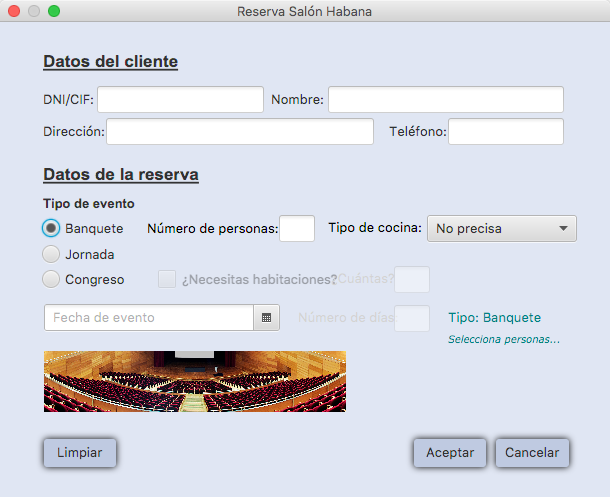 Reserva Salón Habana
Datos del cliente
DNI/CIF: Nombre:
Dirección: Teléfono:
Datos de la reserva
Tipo de evento
Banquete Número de personas: Tipo de cocina: No precisa
Jornada
Congreso ¿Necesitas habitaciones? Cuántas?
Fecha de evento Número de días Tipo: Banquete
Selecciona personas...
Limpiar Aceptar Cancelar